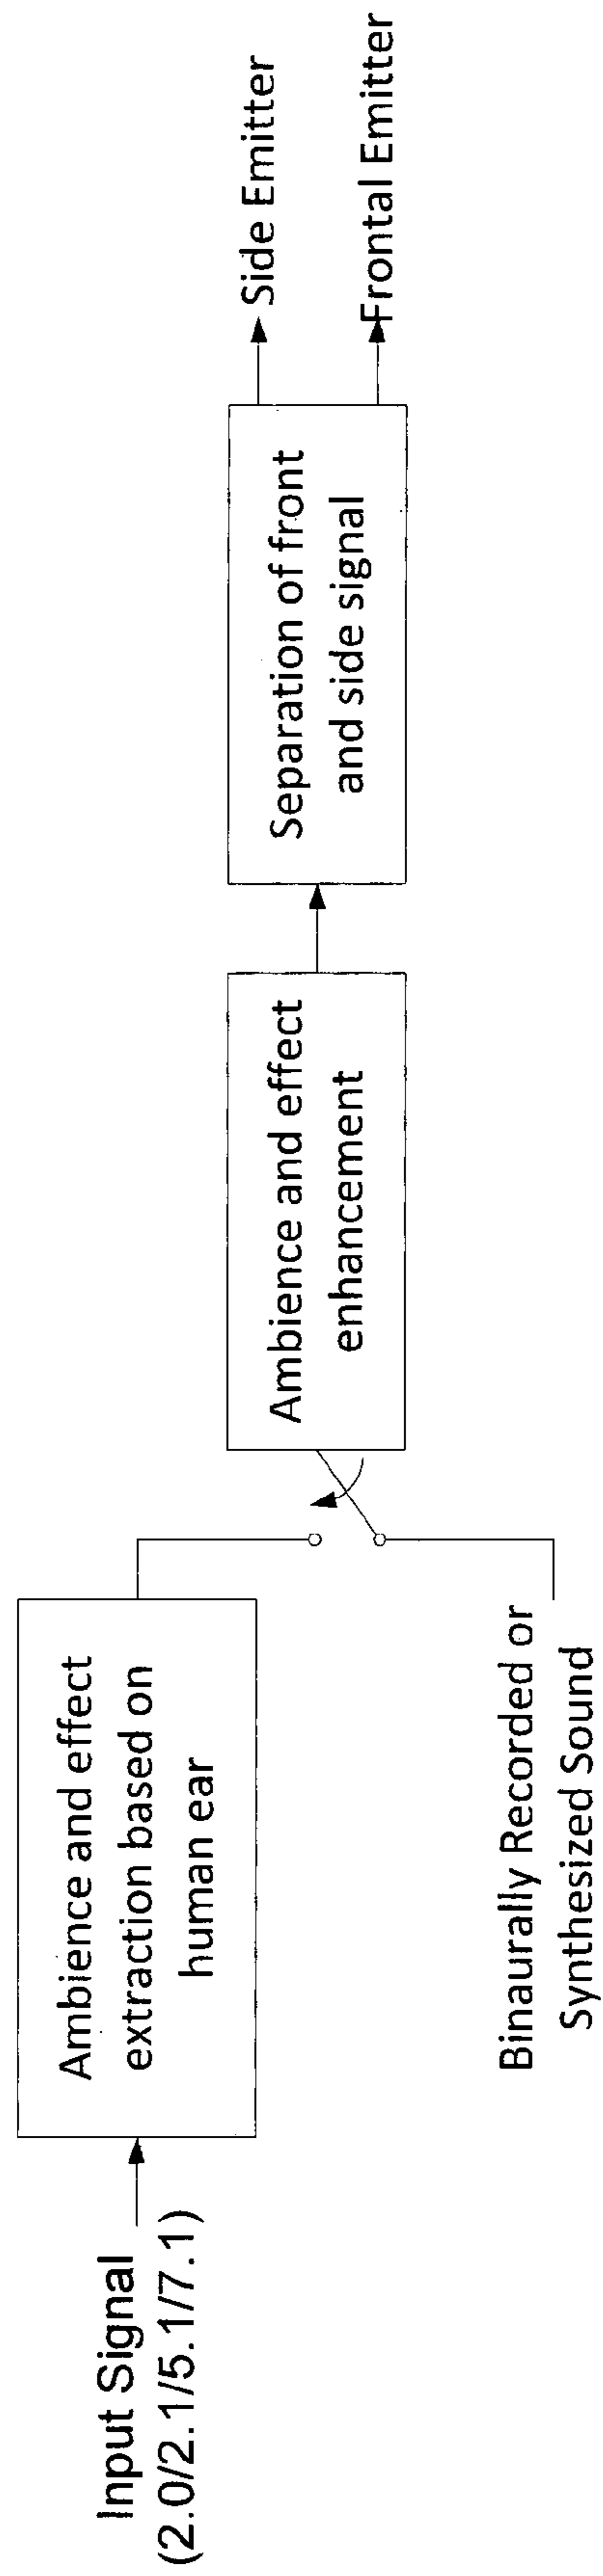 Input Signal
(2.0/2.1/5.1/7.1)
Ambience and effect
extraction based on
human ear
Binaurally Recorded or
Synthesized Sound
Ambience and effect
enhancement
Separation of front
and side signal
Side Emitter
Frontal Emitter